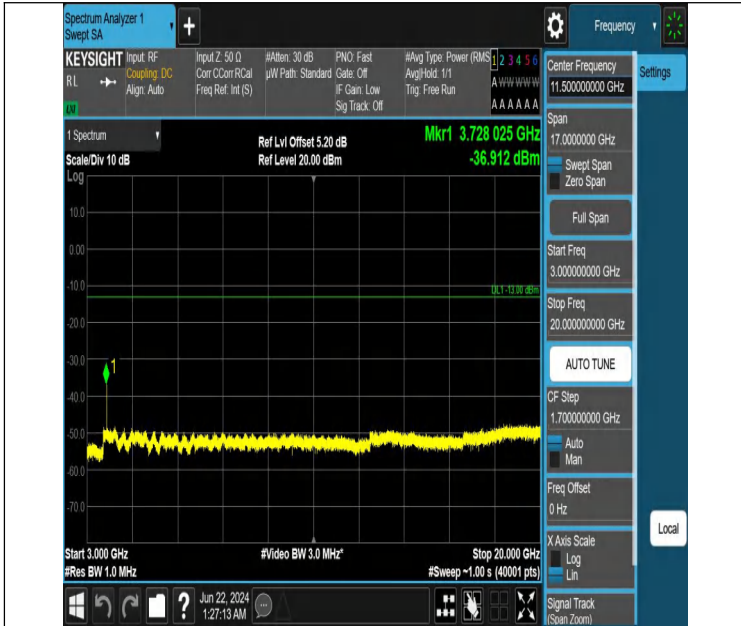 Spectrum Analyzer 1
Swept SA
Frequency
KEYSIGHT
RL
Input: RF
Coupling: DC
Align: Auto
Input Z: 50 Ω
Corr CCorr RCal
Freq Ref: Int (S)
#Atten: 30 dB
µW Path: Standard
PNO: Fast
Gate: Off
IF Gain: Low
Sig Track: Off
#Avg Type: Power (RMS
Avg|Hold: 1/1
Trig: Free Run
1 2 3 4 5 6
A W W W W W
A A A A A A
1 Spectrum
Scale/Div 10 dB
Ref Lvl Offset 5.20 dB
Ref Level 20.00 dBm
Mkr1 3.728 025 GHz
-36.912 dBm
Log
10.0
0.00
-10.0
DL1 -13.00 dBm
-20.0
-30.0
1
-40.0
-50.0
-60.0
-70.0
Start 3.000 GHz
#Res BW 1.0 MHz
#Video BW 3.0 MHz*
Stop 20.000 GHz
#Sweep ~1.00 s (40001 pts)
Center Frequency
11.500000000 GHz
Settings
Span
17.0000000 GHz
Swept Span
Zero Span
Full Span
Start Freq
3.000000000 GHz
Stop Freq
20.000000000 GHz
AUTO TUNE
CF Step
1.700000000 GHz
Auto
Man
Freq Offset
0 Hz
X Axis Scale
Log
Lin
Local
Signal Track
(Span Zoom)
?
Jun 22, 2024
1:27:13 AM